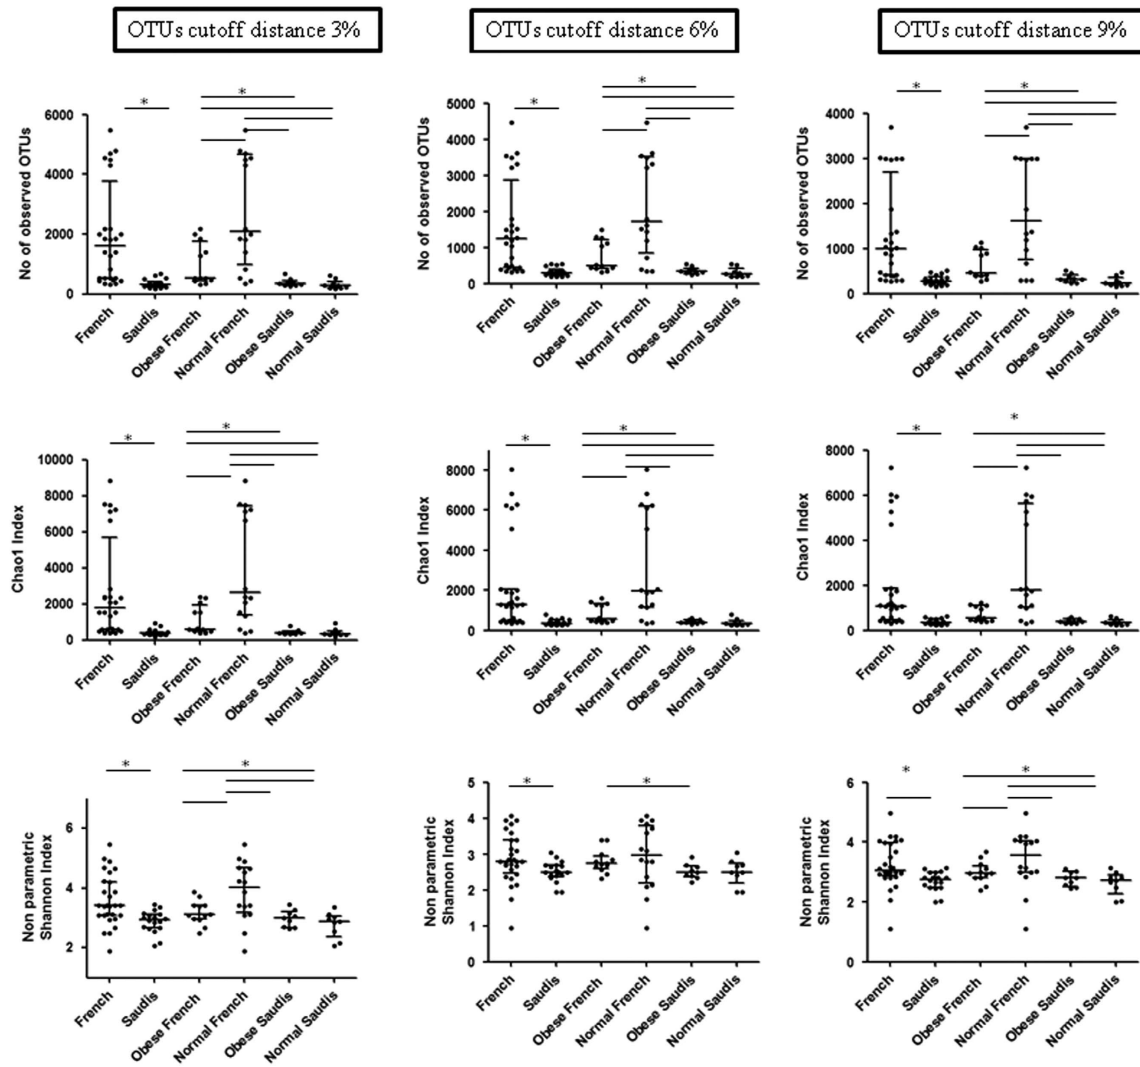 OTUs cutoff distance 3%
OTUs cutoff distance 6%
OTUs cutoff distance 9%
No of observed OTUs
6000
4000
2000
0
*
*
French
Saudis
Obese French
Normal French
Obese Saudis
Normal Saudis
No of observed OTUs
5000
4000
3000
2000
1000
0
*
*
French
Saudis
Obese French
Normal French
Obese Saudis
Normal Saudis
No of observed OTUs
4000
3000
2000
1000
0
*
*
French
Saudis
Obese French
Normal French
Obese Saudis
Normal Saudis
Chao1 Index
10000
8000
6000
4000
2000
0
*
*
French
Saudis
Obese French
Normal French
Obese Saudis
Normal Saudis
Chao1 Index
8000
6000
4000
2000
0
*
*
French
Saudis
Obese French
Normal French
Obese Saudis
Normal Saudis
Chao1 Index
8000
6000
4000
2000
0
*
*
French
Saudis
Obese French
Normal French
Obese Saudis
Normal Saudis
Non parametric
Shannon Index
6
4
2
*
*
French
Saudis
Obese French
Normal French
Obese Saudis
Normal Saudis
Non parametric
Shannon Index
5
4
3
2
1
0
*
*
French
Saudis
Obese French
Normal French
Obese Saudis
Normal Saudis
Non parametric
Shannon Index
6
4
2
0
*
*
French
Saudis
Obese French
Normal French
Obese Saudis
Normal Saudis